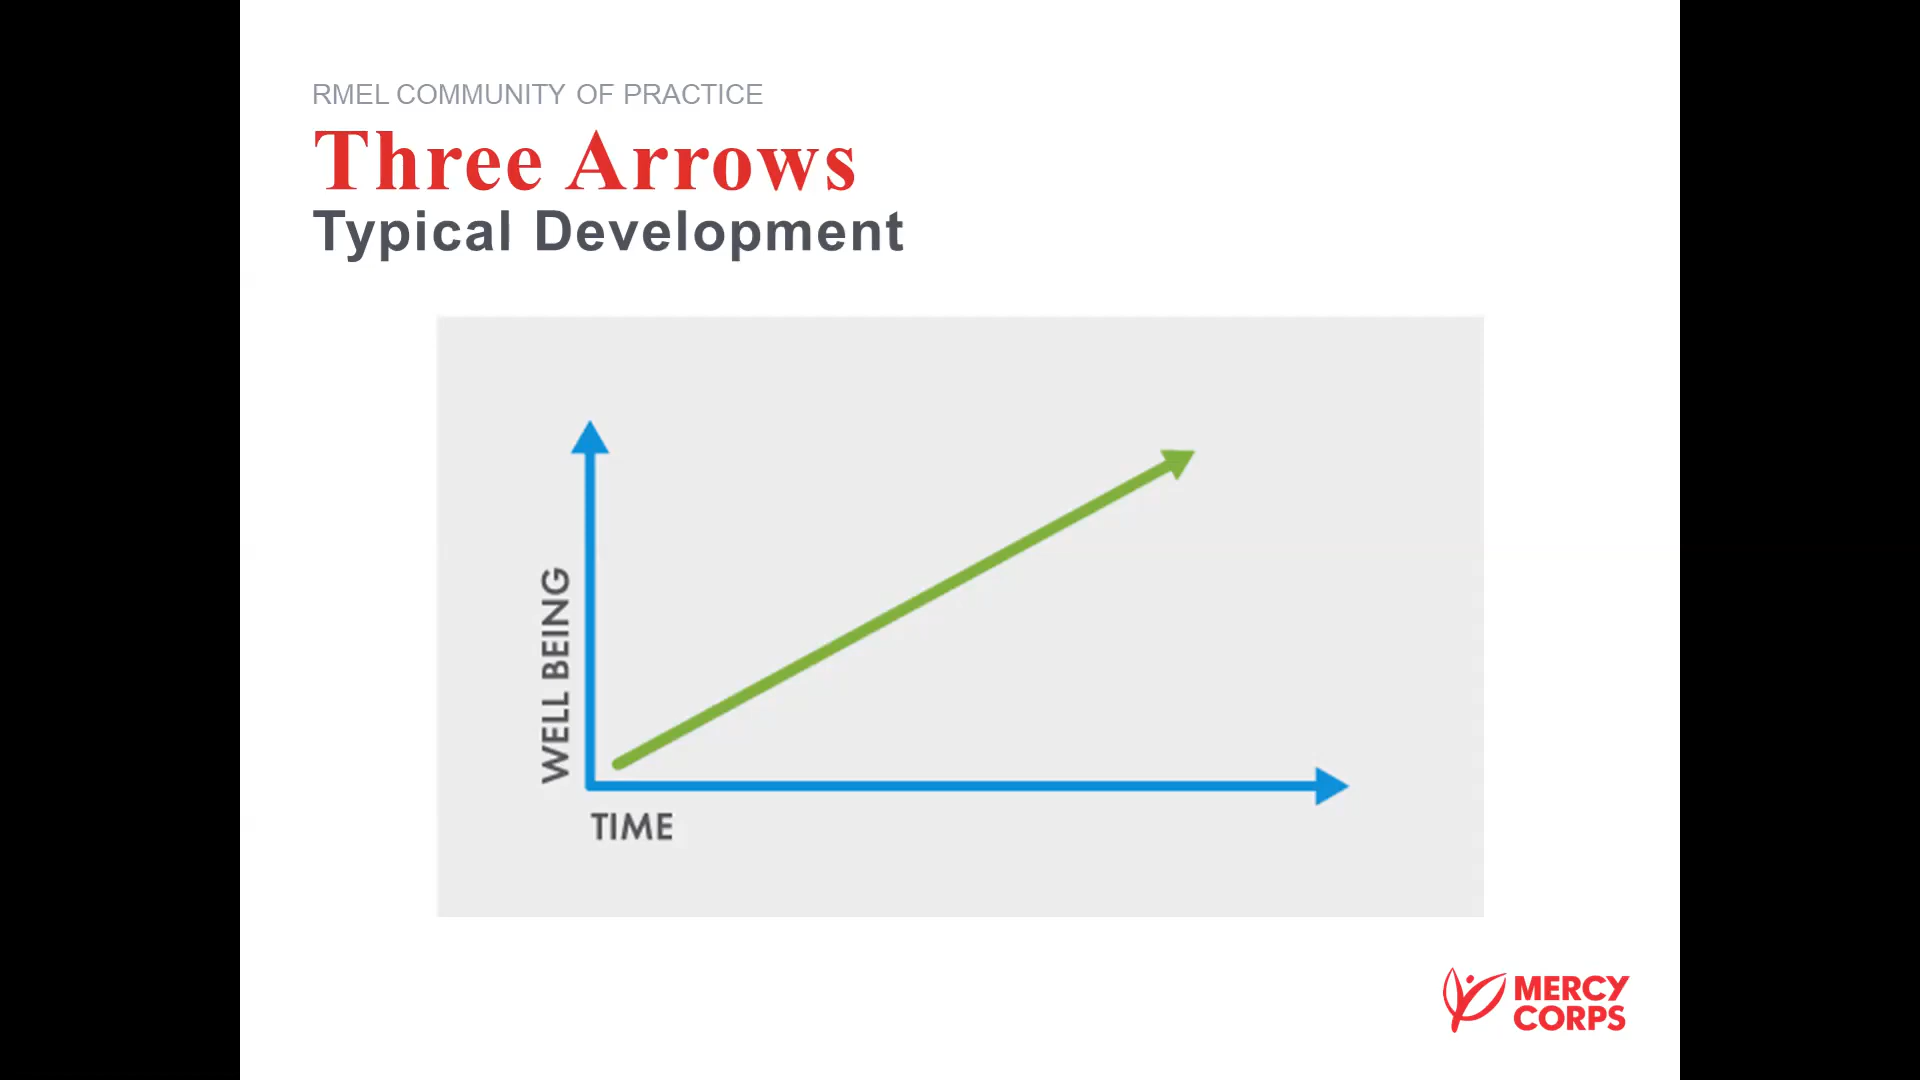 RMEL COMMUNITY OF PRACTICE
Three Arrows
Typical Development
WELL BEING
TIME
MERCY
CORPS